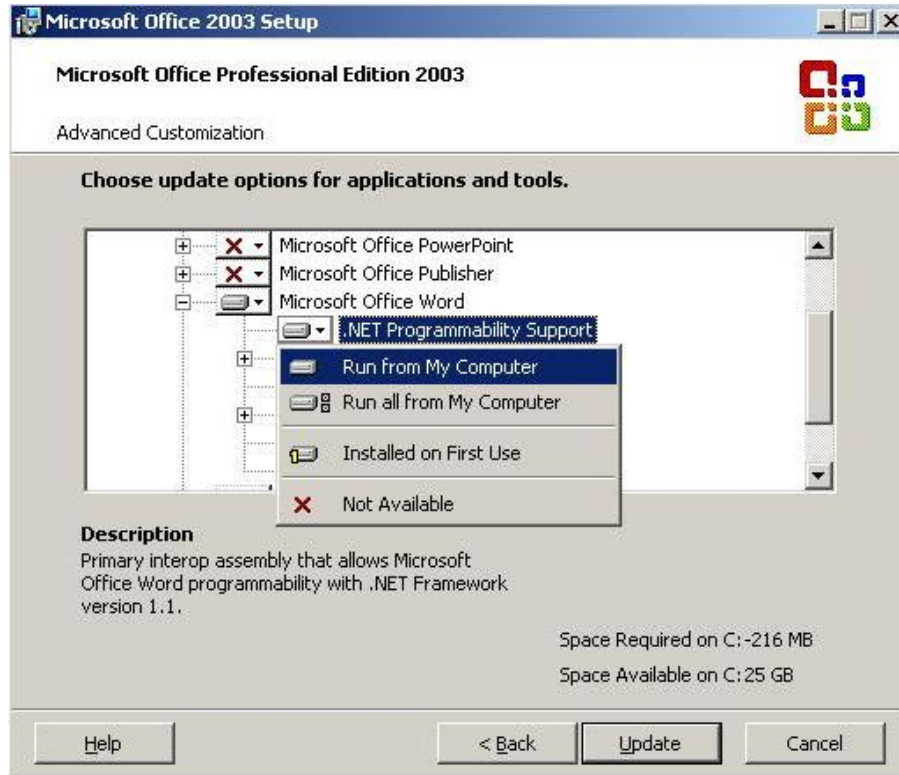 Microsoft Office 2003 Setup
Microsoft Office Professional Edition 2003
Advanced Customization
Choose update options for applications and tools.
Microsoft Office PowerPoint
Microsoft Office Publisher
Microsoft Office Word
.NET Programmability Support
Run from My Computer
Run all from My Computer
Installed on First Use
Not Available
Description
Primary interop assembly that allows Microsoft
Office Word programmability with .NET Framework
version 1.1.
Space Required on C:-216 MB
Space Available on C:25 GB
Help
< Back
Update
Cancel